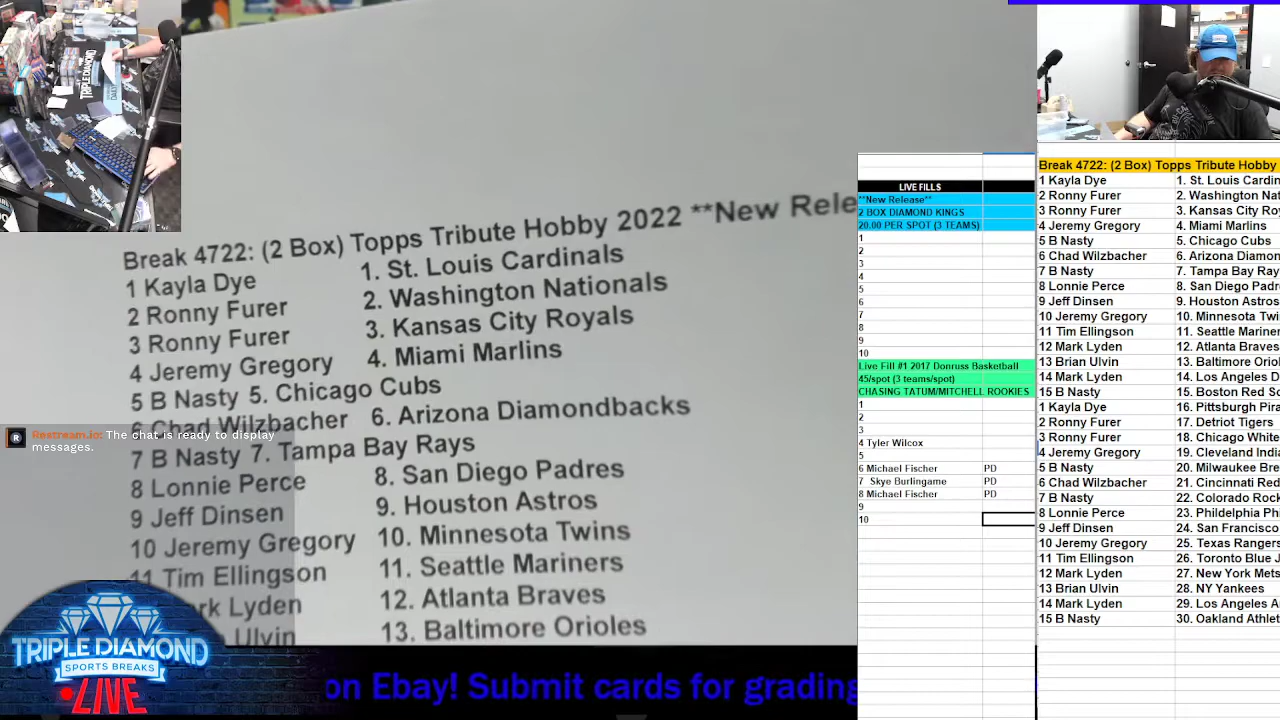 Break 4722: (2 Box) Topps Tribute Hobby 2022 **New Rele
1 Kayla Dye 1. St. Louis Cardinals
2 Ronny Furer 2. Washington Nationals
3 Ronny Furer 3. Kansas City Royals
4 Jeremy Gregory 4. Miami Marlins
5 B Nasty 5. Chicago Cubs
6 Chad Wilzbacher 6. Arizona Diamondbacks
7 B Nasty 7. Tampa Bay Rays
8 Lonnie Perce 8. San Diego Padres
9 Jeff Dinsen 9. Houston Astros
10 Jeremy Gregory 10. Minnesota Twins
11 Tim Ellingson 11. Seattle Mariners
rk Lyden 12. Atlanta Braves
Ulvin 13. Baltimore Orioles
Restream.io: The chat is ready to display
messages.
TRIPLE DIAMOND
SPORTS BREAKS
LIVE
on Ebay! Submit cards for grading
LIVE FILLS
**New Release**
2 BOX DIAMOND KINGS
20.00 PER SPOT (3 TEAMS)
1
2
3
4
5
6
7
8
9
10
Live Fill #1 2017 Donruss Basketball
45/spot (3 teams/spot)
CHASING TATUM/MITCHELL ROOKIES
1
2
3
4 Tyler Wilcox
5
6 Michael Fischer PD
7 Skye Burlingame PD
8 Michael Fischer PD
9
10
Break 4722: (2 Box) Topps Tribute Hobby
1 Kayla Dye 1. St. Louis Cardin
2 Ronny Furer 2. Washington Nat
3 Ronny Furer 3. Kansas City Ro
4 Jeremy Gregory 4. Miami Marlins
5 B Nasty 5. Chicago Cubs
6 Chad Wilzbacher 6. Arizona Diamon
7 B Nasty 7. Tampa Bay Ray
8 Lonnie Perce 8. San Diego Padr
9 Jeff Dinsen 9. Houston Astros
10 Jeremy Gregory 10. Minnesota Twi
11 Tim Ellingson 11. Seattle Mariner
12 Mark Lyden 12. Atlanta Braves
13 Brian Ulvin 13. Baltimore Orio
14 Mark Lyden 14. Los Angeles D
15 B Nasty 15. Boston Red So
1 Kayla Dye 16. Pittsburgh Pira
2 Ronny Furer 17. Detriot Tigers
3 Ronny Furer 18. Chicago White
4 Jeremy Gregory 19. Cleveland India
5 B Nasty 20. Milwaukee Bre
6 Chad Wilzbacher 21. Cincinnati Red
7 B Nasty 22. Colorado Rock
8 Lonnie Perce 23. Philadelphia Phi
9 Jeff Dinsen 24. San Francisco
10 Jeremy Gregory 25. Texas Rangers
11 Tim Ellingson 26. Toronto Blue J
12 Mark Lyden 27. New York Mets
13 Brian Ulvin 28. NY Yankees
14 Mark Lyden 29. Los Angeles A
15 B Nasty 30. Oakland Athlet